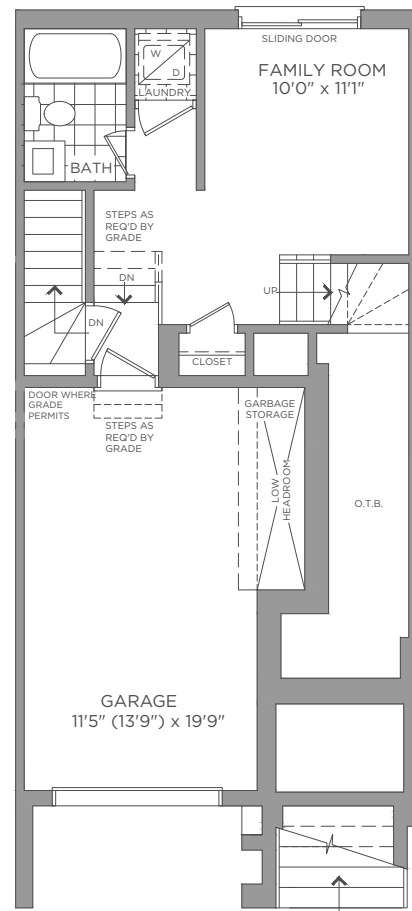 SLIDING DOOR
W
D
LAUNDRY
FAMILY ROOM
10'0" x 11'1"
BATH
STEPS AS
REQ'D BY
GRADE
DN
UP
DN
CLOSET
DOOR WHERE
GRADE
PERMITS
STEPS AS
REQ'D BY
GRADE
GARBAGE
STORAGE
LOW
HEADROOM
O.T.B.
GARAGE
11'5" (13'9") x 19'9"